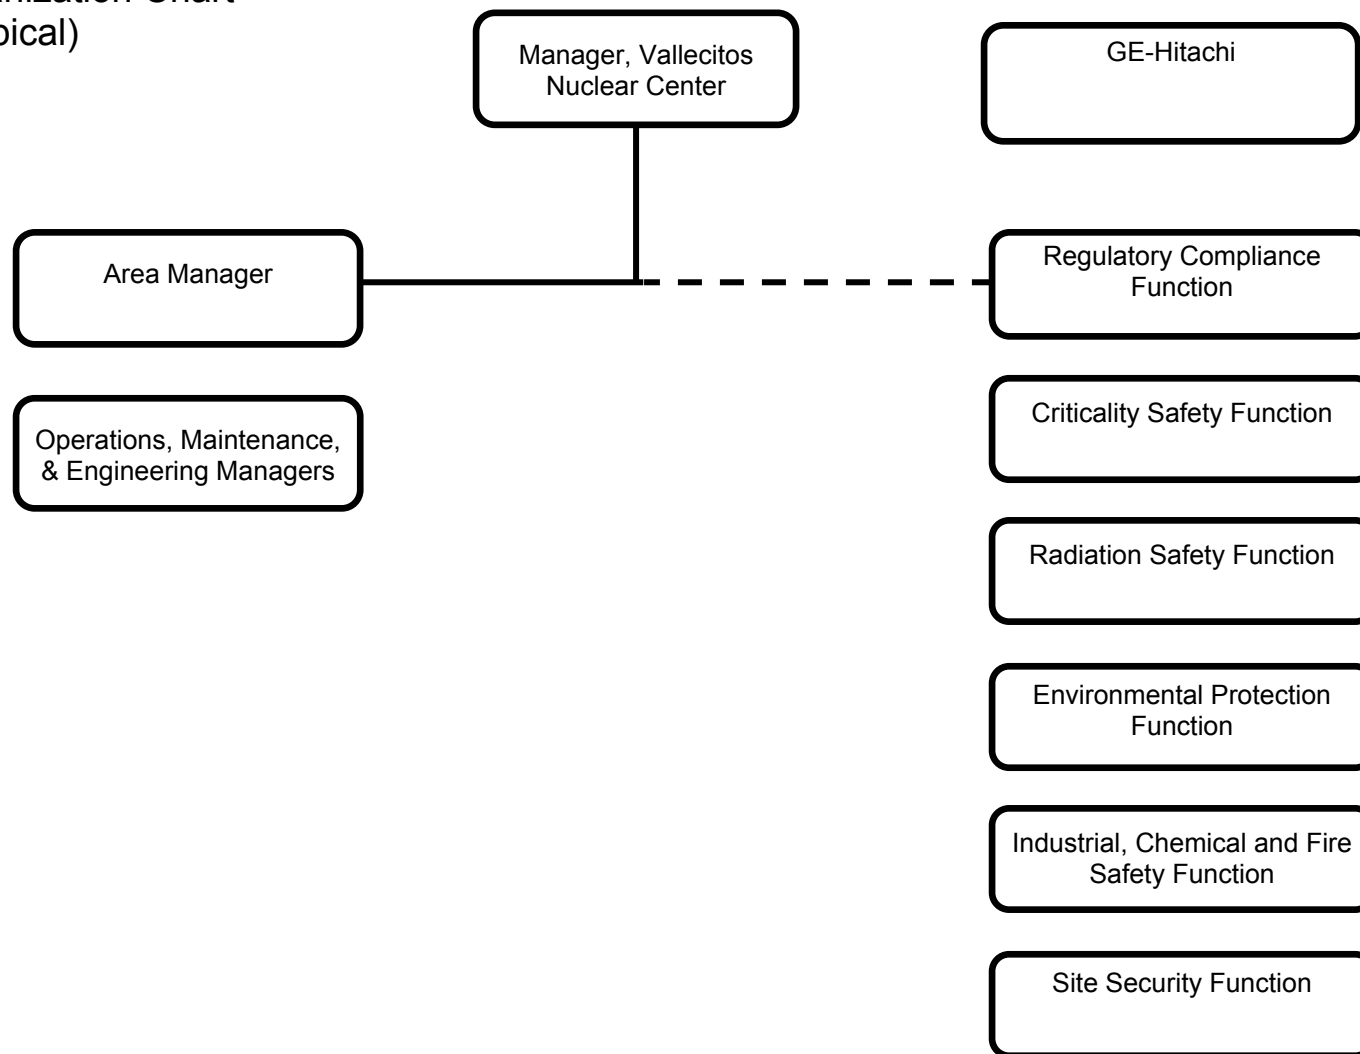 Chart
Manager, Vallecitos
Nuclear Center
GE-Hitachi
Area Manager
Regulatory Compliance
Function
Operations, Maintenance,
& Engineering Managers
Criticality Safety Function
Radiation Safety Function
Environmental Protection
Function
Industrial, Chemical and Fire
Safety Function
Site Security Function